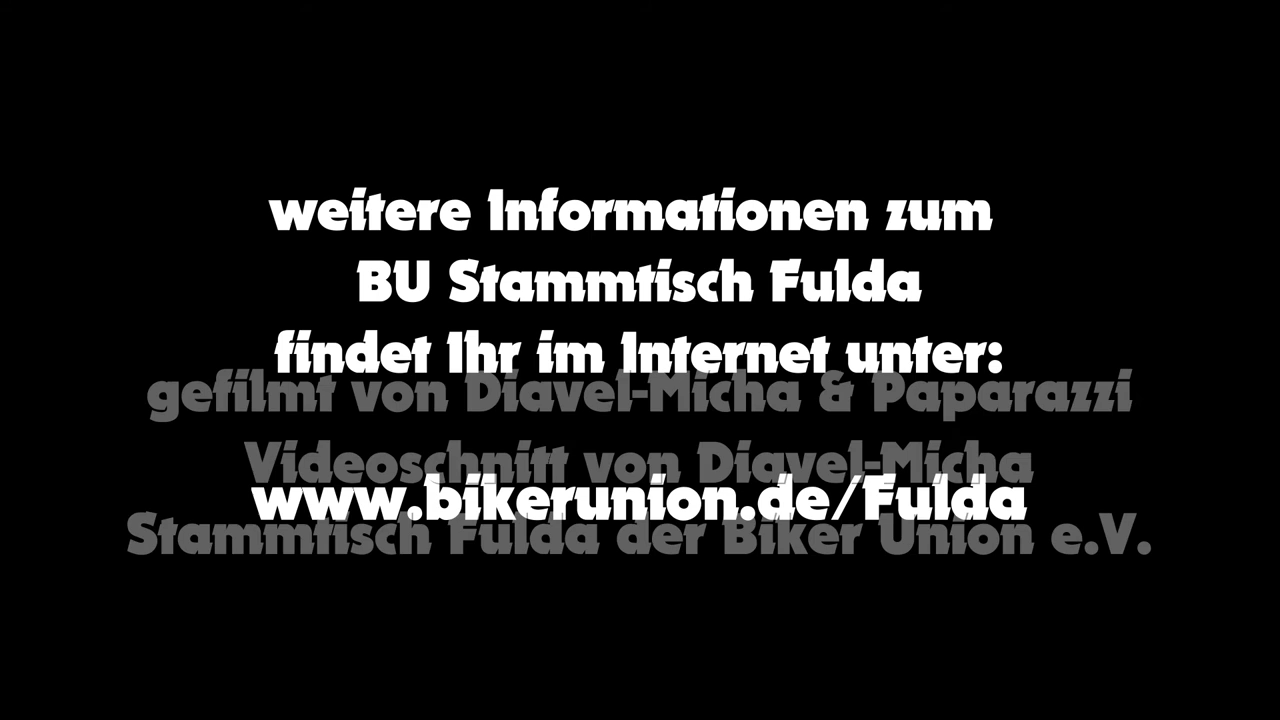 weitere Informationen zum
BU Stammtisch Fulda
findet Ihr im Internet unter:
gefilmt von Diavel-Micha & Paparazzi
Videoschnitt von Diavel-Micha
www.bikerunion.de/Fulda
Stammtisch Fulda der Biker Union e.V.